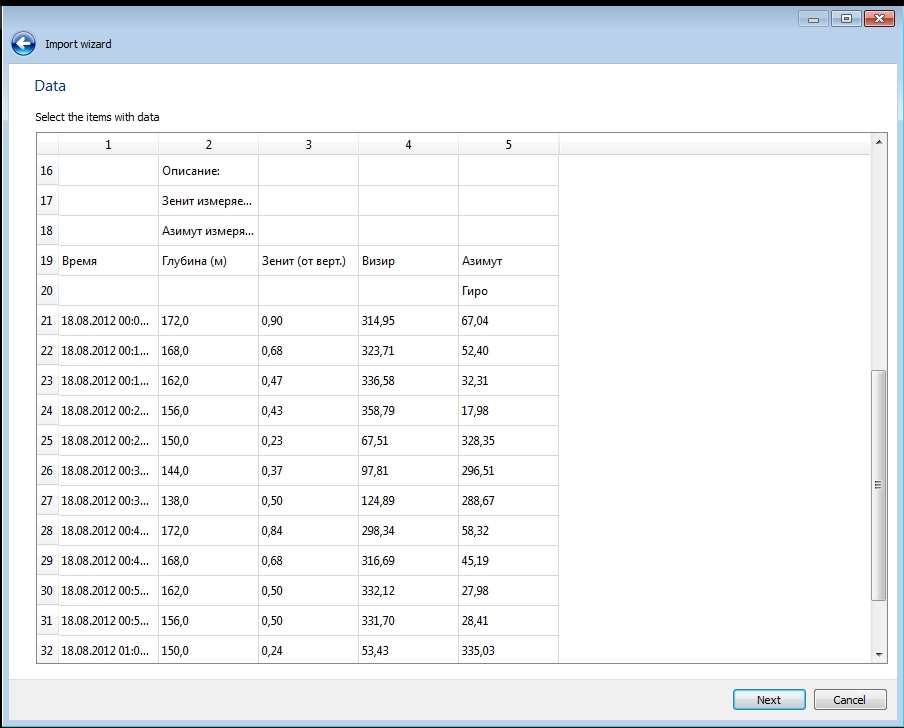 Import wizard
Data
Select the items with data
1 2 3 4 5
16 Описание:
17 Зенит измеряе...
18 Азимут измеря...
19 Время Глубина (м) Зенит (от верт.) Визир Азимут
20 Гиро
21 18.08.2012 00:0... 172,0 0,90 314,95 67,04
22 18.08.2012 00:1... 168,0 0,68 323,71 52,40
23 18.08.2012 00:1... 162,0 0,47 336,58 32,31
24 18.08.2012 00:2... 156,0 0,43 358,79 17,98
25 18.08.2012 00:2... 150,0 0,23 67,51 328,35
26 18.08.2012 00:3... 144,0 0,37 97,81 296,51
27 18.08.2012 00:3... 138,0 0,50 124,89 288,67
28 18.08.2012 00:4... 172,0 0,84 298,34 58,32
29 18.08.2012 00:4... 168,0 0,68 316,69 45,19
30 18.08.2012 00:5... 162,0 0,50 332,12 27,98
31 18.08.2012 00:5... 156,0 0,50 331,70 28,41
32 18.08.2012 01:0... 150,0 0,24 53,43 335,03
Next Cancel